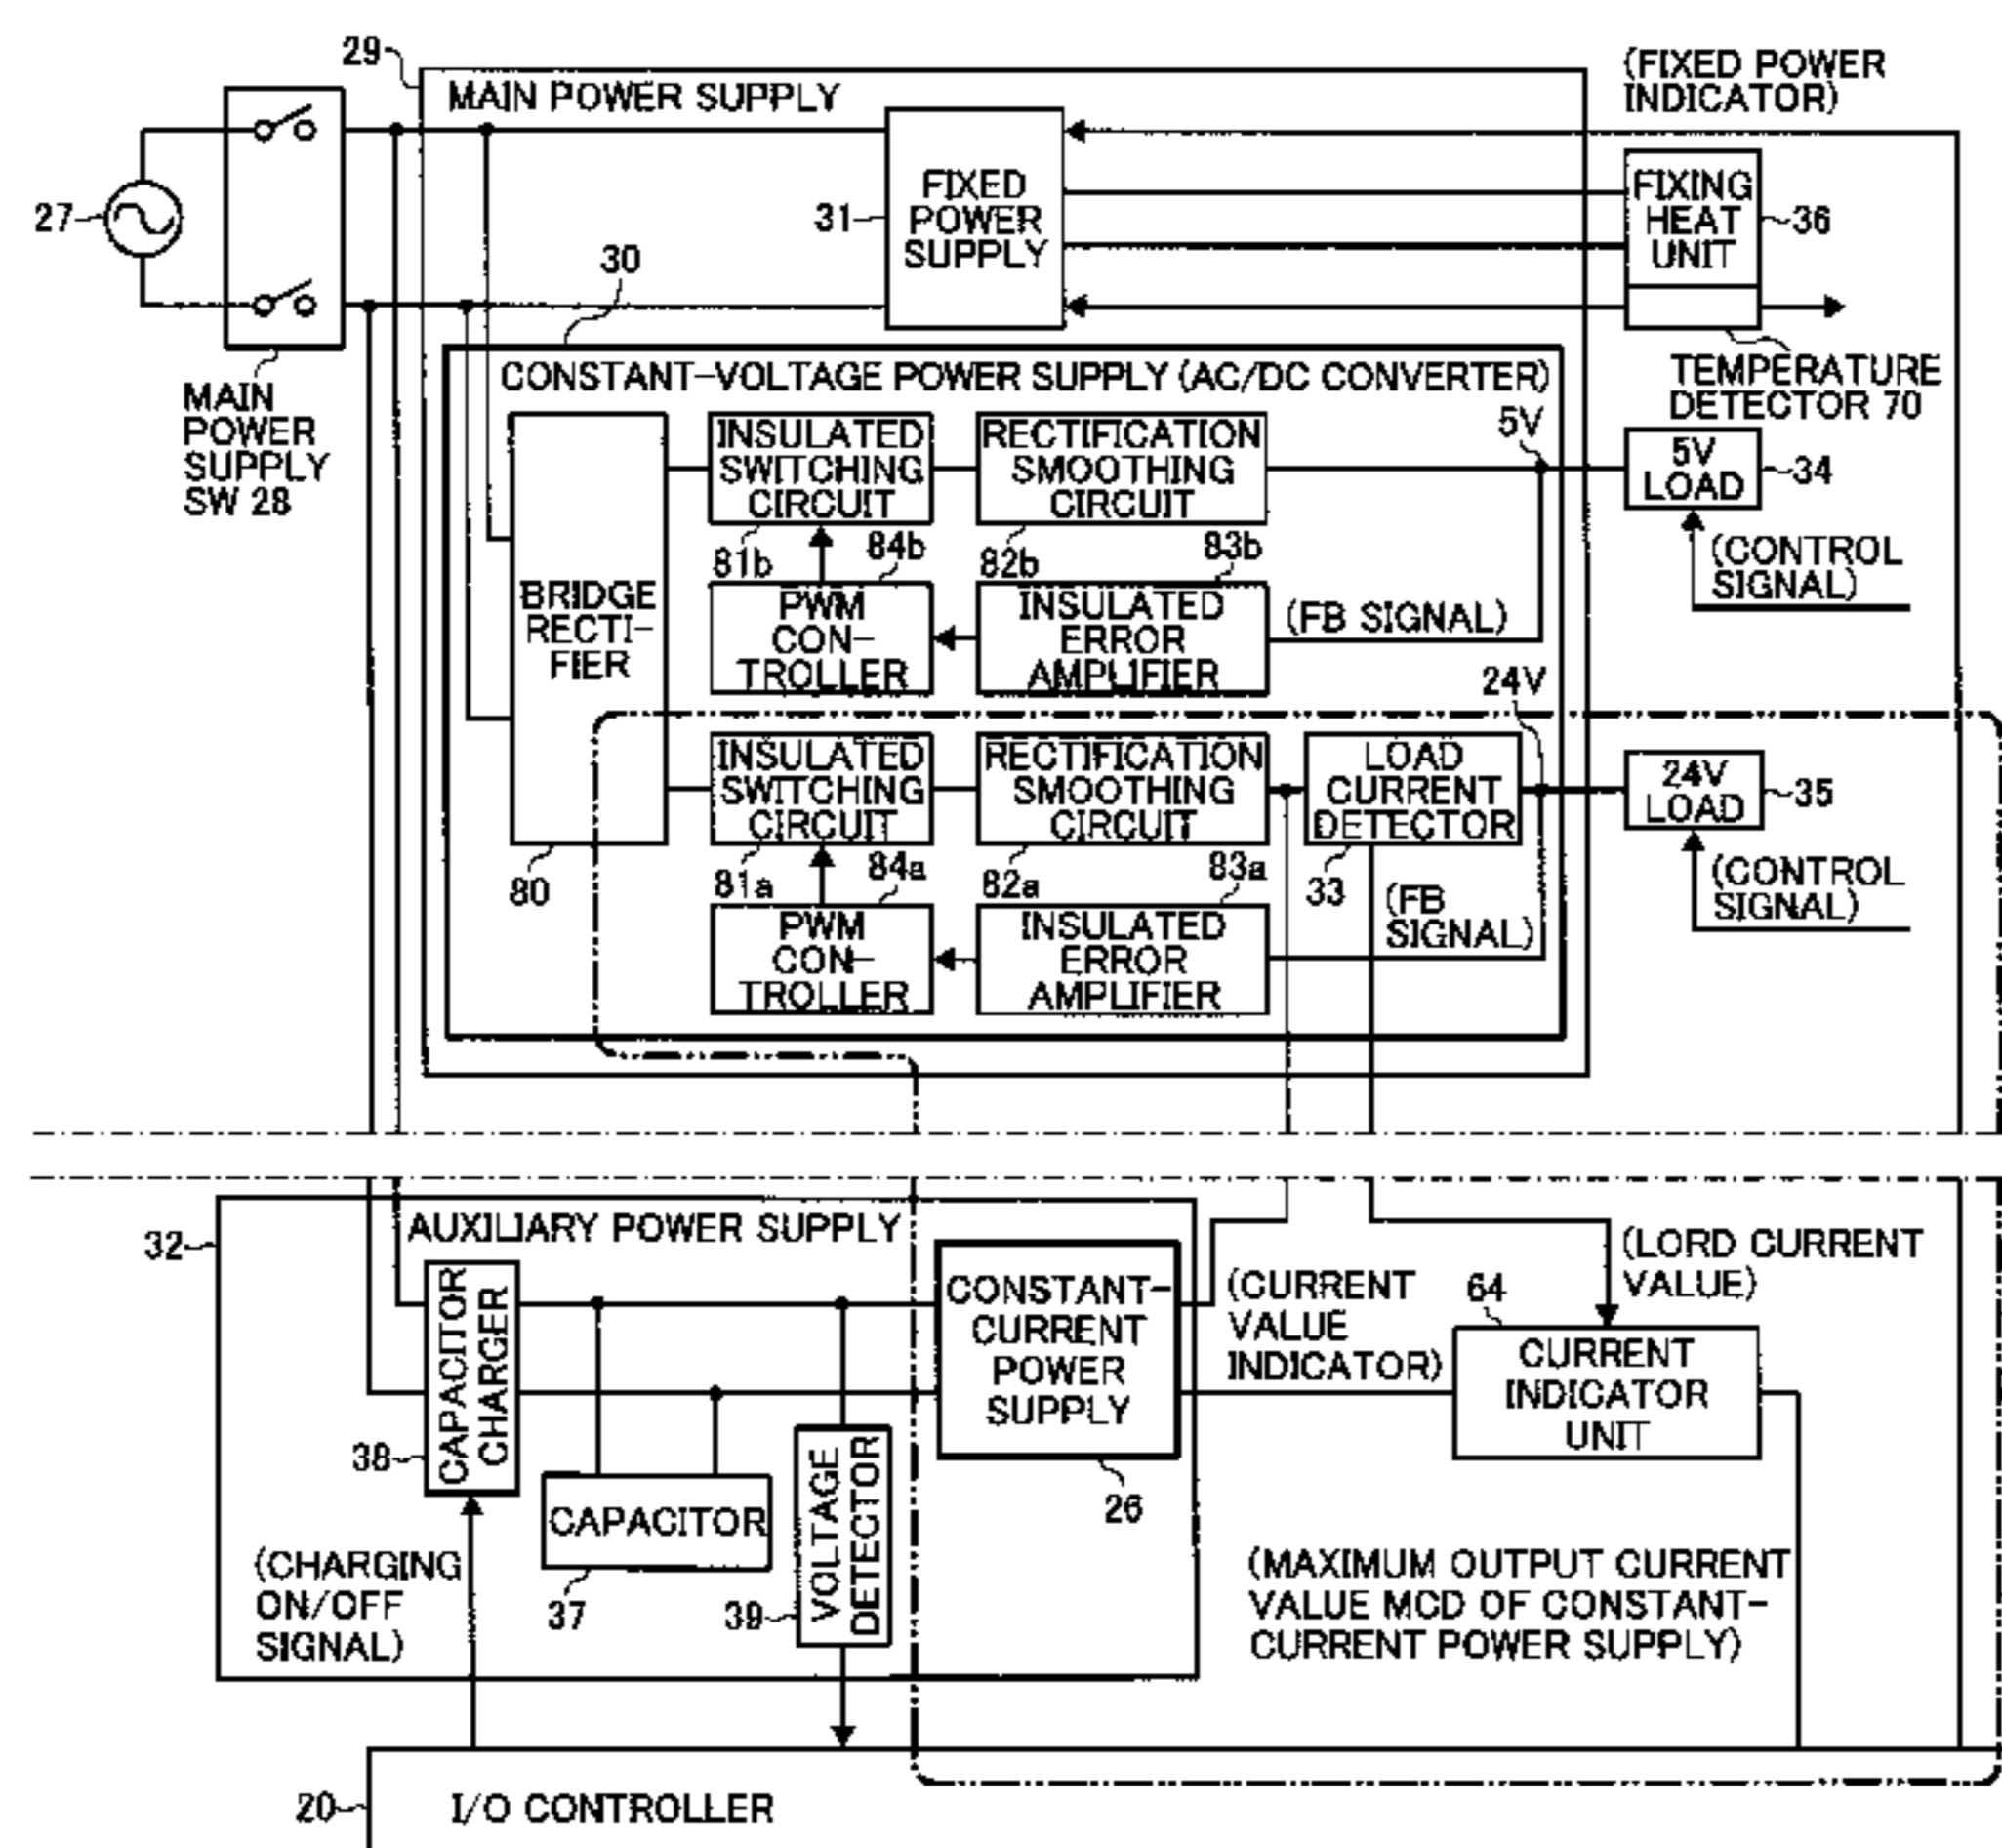 29
MAIN POWER SUPPLY
(FIXED POWER
INDICATOR)
27
FIXED
POWER
SUPPLY
31
FIXING
HEAT
UNIT
36
30
MAIN
POWER
SUPPLY
SW 28
CONSTANT-VOLTAGE POWER SUPPLY (AC/DC CONVERTER)
TEMPERATURE
DETECTOR 70
BRIDGE
RECTI-
FIER
80
INSULATED
SWITCHING
CIRCUIT
81b
RECTIFICATION
SMOOTHING
CIRCUIT
82b
5V
5V
LOAD
34
(CONTROL
SIGNAL)
84b
PWM
CON-
TROLLER
83b
INSULATED
ERROR
AMPLIFIER
(FB SIGNAL)
24V
INSULATED
SWITCHING
CIRCUIT
81a
RECTIFICATION
SMOOTHING
CIRCUIT
82a
LOAD
CURRENT
DETECTOR
33
24V
LOAD
35
(CONTROL
SIGNAL)
84a
PWM
CON-
TROLLER
83a
INSULATED
ERROR
AMPLIFIER
(FB
SIGNAL)
32
AUXILIARY POWER SUPPLY
CAPACITOR
CHARGER
38
CONSTANT-
CURRENT
POWER
SUPPLY
26
(CURRENT
VALUE
INDICATOR)
(LORD CURRENT
VALUE)
64
CURRENT
INDICATOR
UNIT
CAPACITOR
37
VOLTAGE
DETECTOR
39
(CHARGING
ON/OFF
SIGNAL)
(MAXIMUM OUTPUT CURRENT
VALUE MCD OF CONSTANT-
CURRENT POWER SUPPLY)
20
I/O CONTROLLER